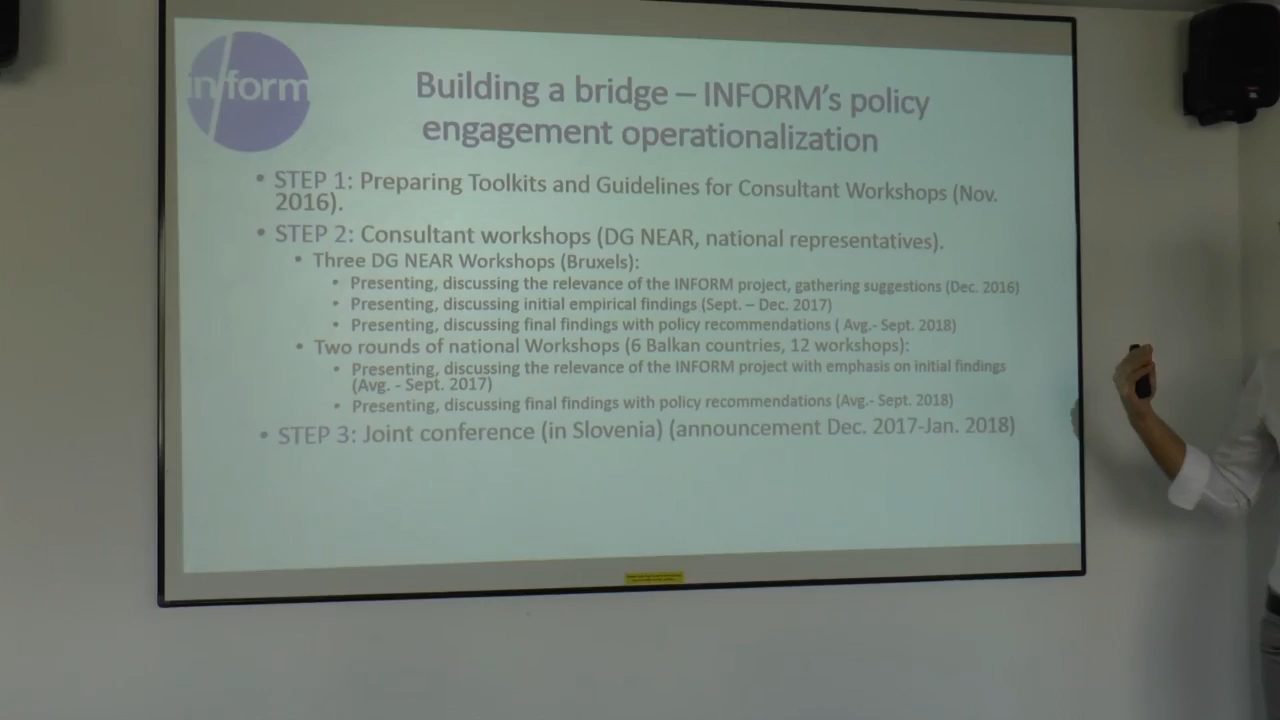 in/form
Building a bridge – INFORM's policy
engagement operationalization
• STEP 1: Preparing Toolkits and Guidelines for Consultant Workshops (Nov.
2016).
• STEP 2: Consultant workshops (DG NEAR, national representatives).
• Three DG NEAR Workshops (Bruxels):
• Presenting, discussing the relevance of the INFORM project, gathering suggestions (Dec. 2016)
• Presenting, discussing initial empirical findings (Sept. – Dec. 2017)
• Presenting, discussing final findings with policy recommendations ( Avg.- Sept. 2018)
• Two rounds of national Workshops (6 Balkan countries, 12 workshops):
• Presenting, discussing the relevance of the INFORM project with emphasis on initial findings
(Avg. - Sept. 2017)
• Presenting, discussing final findings with policy recommendations (Avg.- Sept. 2018)
• STEP 3: Joint conference (in Slovenia) (announcement Dec. 2017-Jan. 2018)